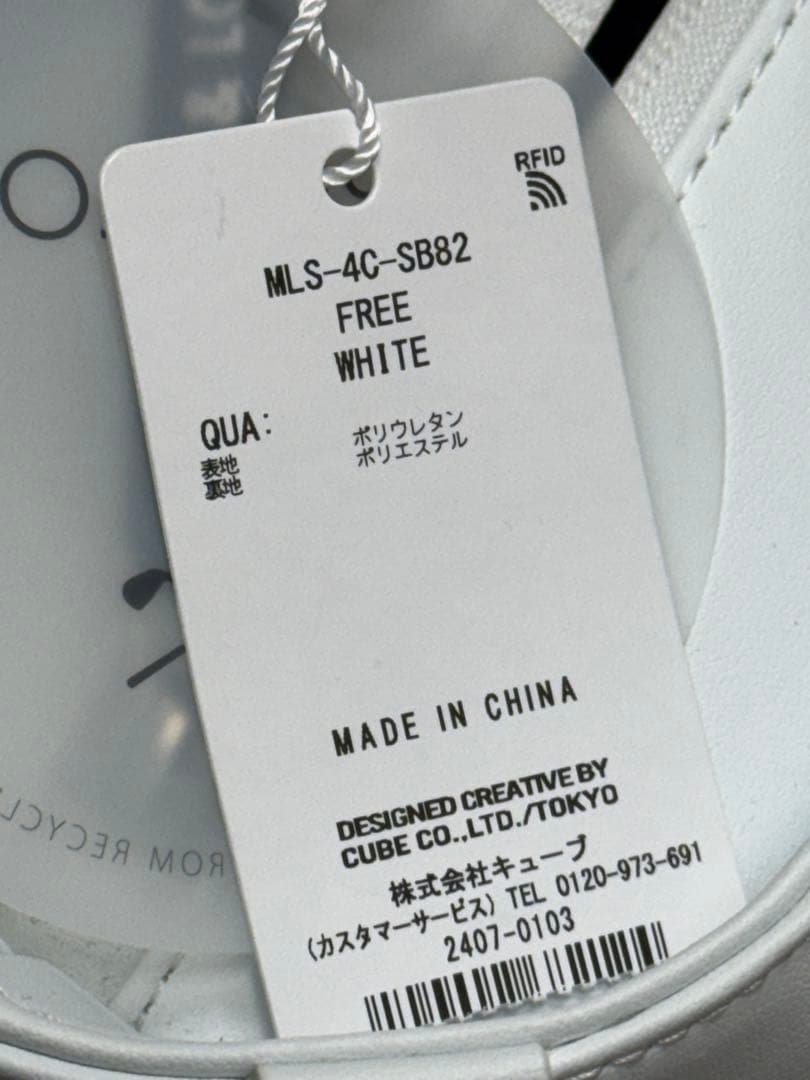 & LO
O.
RFID
MLS-4C-SB82
FREE
WHITE
QUA:
表地 ポリウレタン
裏地 ポリエステル
MADE IN CHINA
DESIGNED CREATIVE BY
CUBE CO.,LTD./TOKYO
株式会社キューブ
(カスタマーサービス) TEL 0120-973-691
2407-0103
ROM RECYCL